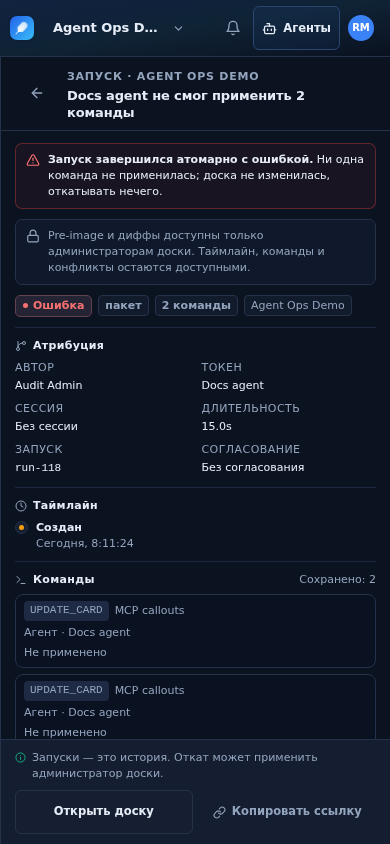 Agent Ops D...
Агенты
RM
ЗАПУСК · AGENT OPS DEMO
Docs agent не смог применить 2
команды
Запуск завершился атомарно с ошибкой. Ни одна
команда не применилась; доска не изменилась,
откатывать нечего.
Pre-image и диффы доступны только
администраторам доски. Таймлайн, команды и
конфликты остаются доступными.
Ошибка пакет 2 команды Agent Ops Demo
Атрибуция
АВТОР ТОКЕН
Audit Admin Docs agent
СЕССИЯ ДЛИТЕЛЬНОСТЬ
Без сессии 15.0s
ЗАПУСК СОГЛАСОВАНИЕ
run-118 Без согласования
Таймлайн
Создан
Сегодня, 8:11:24
Команды Сохранено: 2
UPDATE_CARD MCP callouts
Агент · Docs agent
Не применено
UPDATE_CARD MCP callouts
Агент · Docs agent
Не применено
Запуски — это история. Откат может применить
администратор доски.
Открыть доску Копировать ссылку